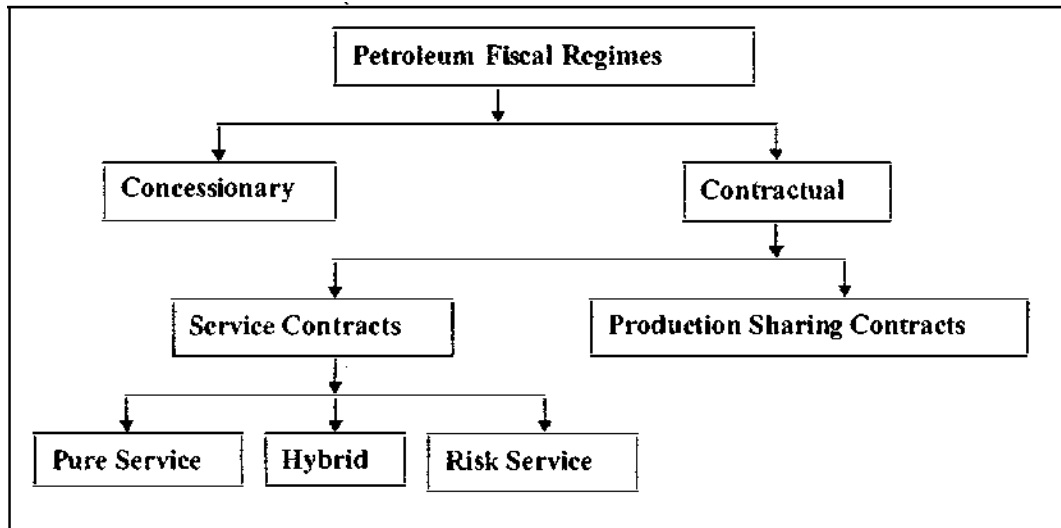 Petroleum Fiscal Regimes
Concessionary
Contractual
Service Contracts
Production Sharing Contracts
Pure Service
Hybrid
Risk Service